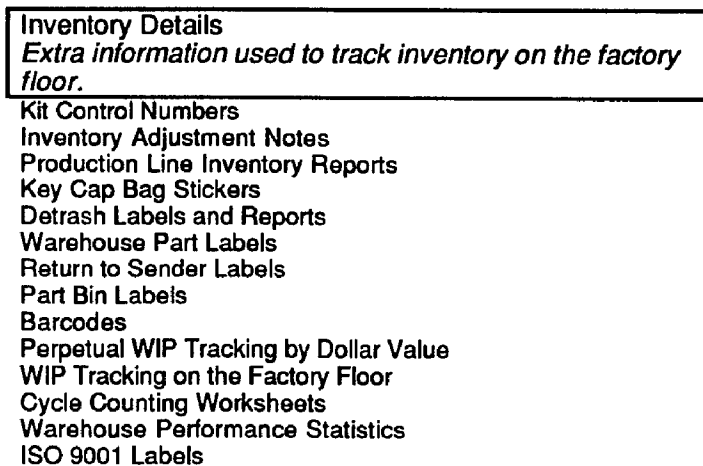 Inventory Details
Extra information used to track inventory on the factory
floor.
Kit Control Numbers
Inventory Adjustment Notes
Production Line Inventory Reports
Key Cap Bag Stickers
Detrash Labels and Reports
Warehouse Part Labels
Return to Sender Labels
Part Bin Labels
Barcodes
Perpetual WIP Tracking by Dollar Value
WIP Tracking on the Factory Floor
Cycle Counting Worksheets
Warehouse Performance Statistics
ISO 9001 Labels